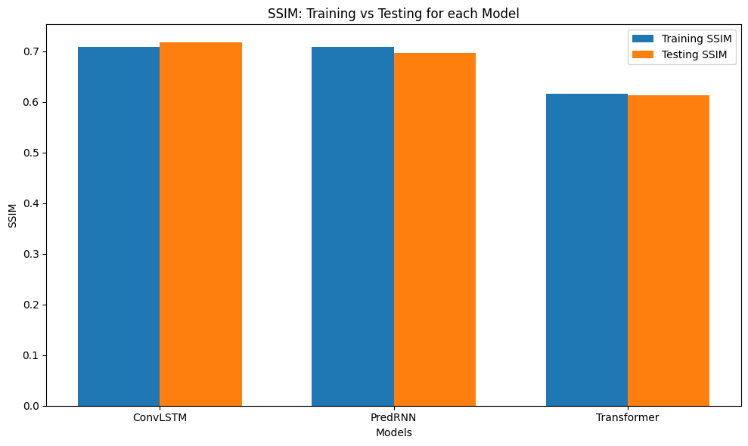 SSIM: Training vs Testing for each Model
Training SSIM
Testing SSIM
0.7
0.6
0.5
0.4
0.3
0.2
0.1
0.0
SSIM
ConvLSTM
PredRNN
Transformer
Models